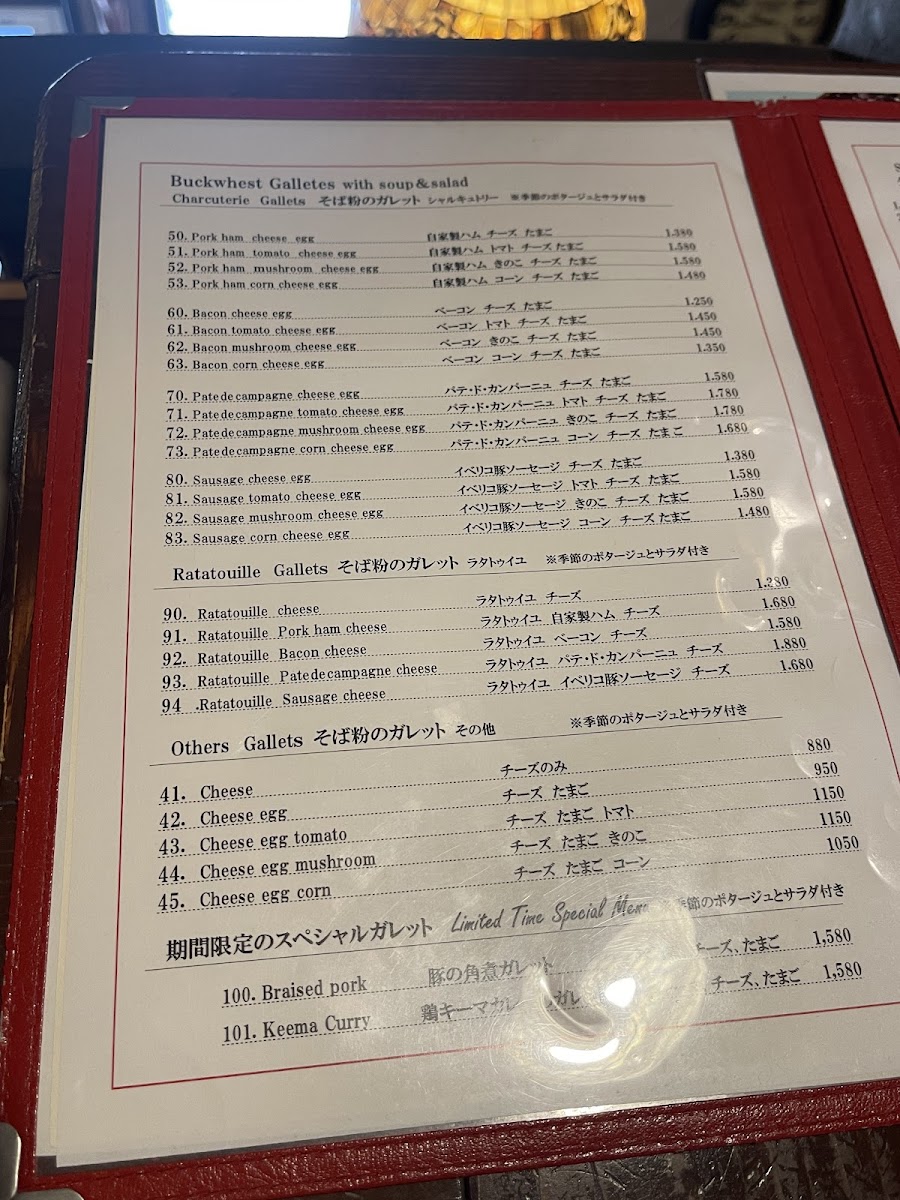 Buckwhest Galletes with soup&salad
Charcuterie Gallets そば粉のガレット シャルキュトリー ※季節のポタージュとサラダ付き
50. Pork ham cheese egg 自家製ハム チーズ たまご 1.380
51. Pork ham tomato cheese egg 自家製ハム トマト チーズ たまご 1.580
52. Pork ham mushroom cheese egg 自家製ハム きのこ チーズ たまご 1.580
53. Pork ham corn cheese egg 自家製ハム コーン チーズ たまご 1.480
60. Bacon cheese egg ベーコン チーズ たまご 1.250
61. Bacon tomato cheese egg ベーコン トマト チーズ たまご 1.450
62. Bacon mushroom cheese egg ベーコン きのこ チーズ たまご 1.450
63. Bacon corn cheese egg ベーコン コーン チーズ たまご 1.350
70. Pate de campagne cheese egg パテ・ド・カンパーニュ チーズ たまご 1.580
71. Pate de campagne tomato cheese egg パテ・ド・カンパーニュ トマト チーズ たまご 1.780
72. Pate de campagne mushroom cheese egg パテ・ド・カンパーニュ きのこ チーズ たまご 1.780
73. Pate de campagne corn cheese egg パテ・ド・カンパーニュ コーン チーズ たまご 1.680
80. Sausage cheese egg イベリコ豚ソーセージ チーズ たまご 1.380
81. Sausage tomato cheese egg イベリコ豚ソーセージ トマト チーズ たまご 1.580
82. Sausage mushroom cheese egg イベリコ豚ソーセージ きのこ チーズ たまご 1.580
83. Sausage corn cheese egg イベリコ豚ソーセージ コーン チーズ たまご 1.480
Ratatouille Gallets そば粉のガレット ラタトゥイユ ※季節のポタージュとサラダ付き
90. Ratatouille cheese ラタトゥイユ チーズ 1.280
91. Ratatouille Pork ham cheese ラタトゥイユ 自家製ハム チーズ 1.680
92. Ratatouille Bacon cheese ラタトゥイユ ベーコン チーズ 1.580
93. Ratatouille Pate de campagne cheese ラタトゥイユ パテ・ド・カンパーニュ チーズ 1.880
94 .Ratatouille Sausage cheese ラタトゥイユ イベリコ豚ソーセージ チーズ 1.680
Others Gallets そば粉のガレット その他 ※季節のポタージュとサラダ付き
41. Cheese チーズのみ 880
42. Cheese egg チーズ たまご 950
43. Cheese egg tomato チーズ たまご トマト 1150
44. Cheese egg mushroom チーズ たまご きのこ 1150
45. Cheese egg corn チーズ たまご コーン 1050
期間限定のスペシャルガレット Limited Time Special Menu 季節のポタージュとサラダ付き
100. Braised pork 豚の角煮ガレット チーズ、たまご 1,580
101. Keema Curry 鶏キーマカレー ガレ チーズ、たまご 1,580